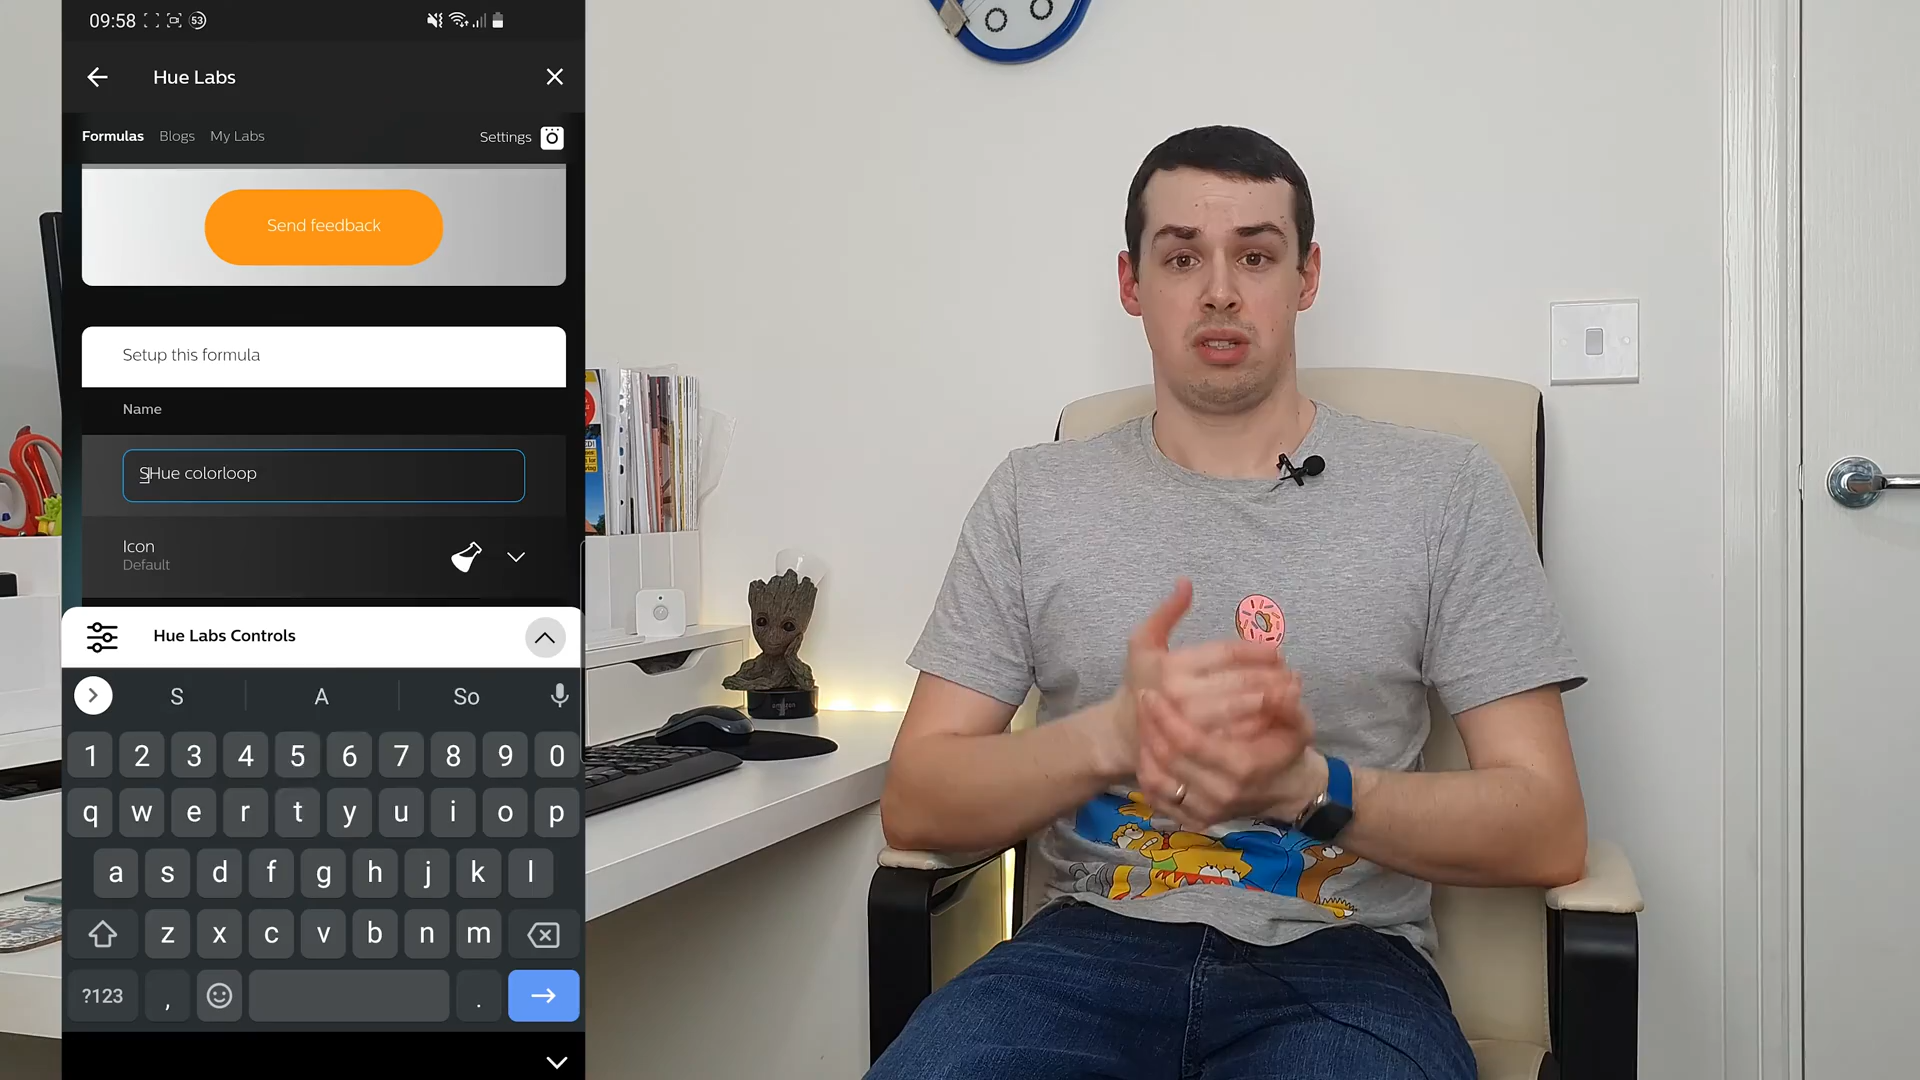 09:58 53
Hue Labs
Formulas Blogs My Labs Settings
Send feedback
Setup this formula
Name
SHue colorloop
Icon
Default
Hue Labs Controls
S A So
1 2 3 4 5 6 7 8 9 0
q w e r t y u i o p
a s d f g h j k l
z x c v b n m
?123 , .
amazon